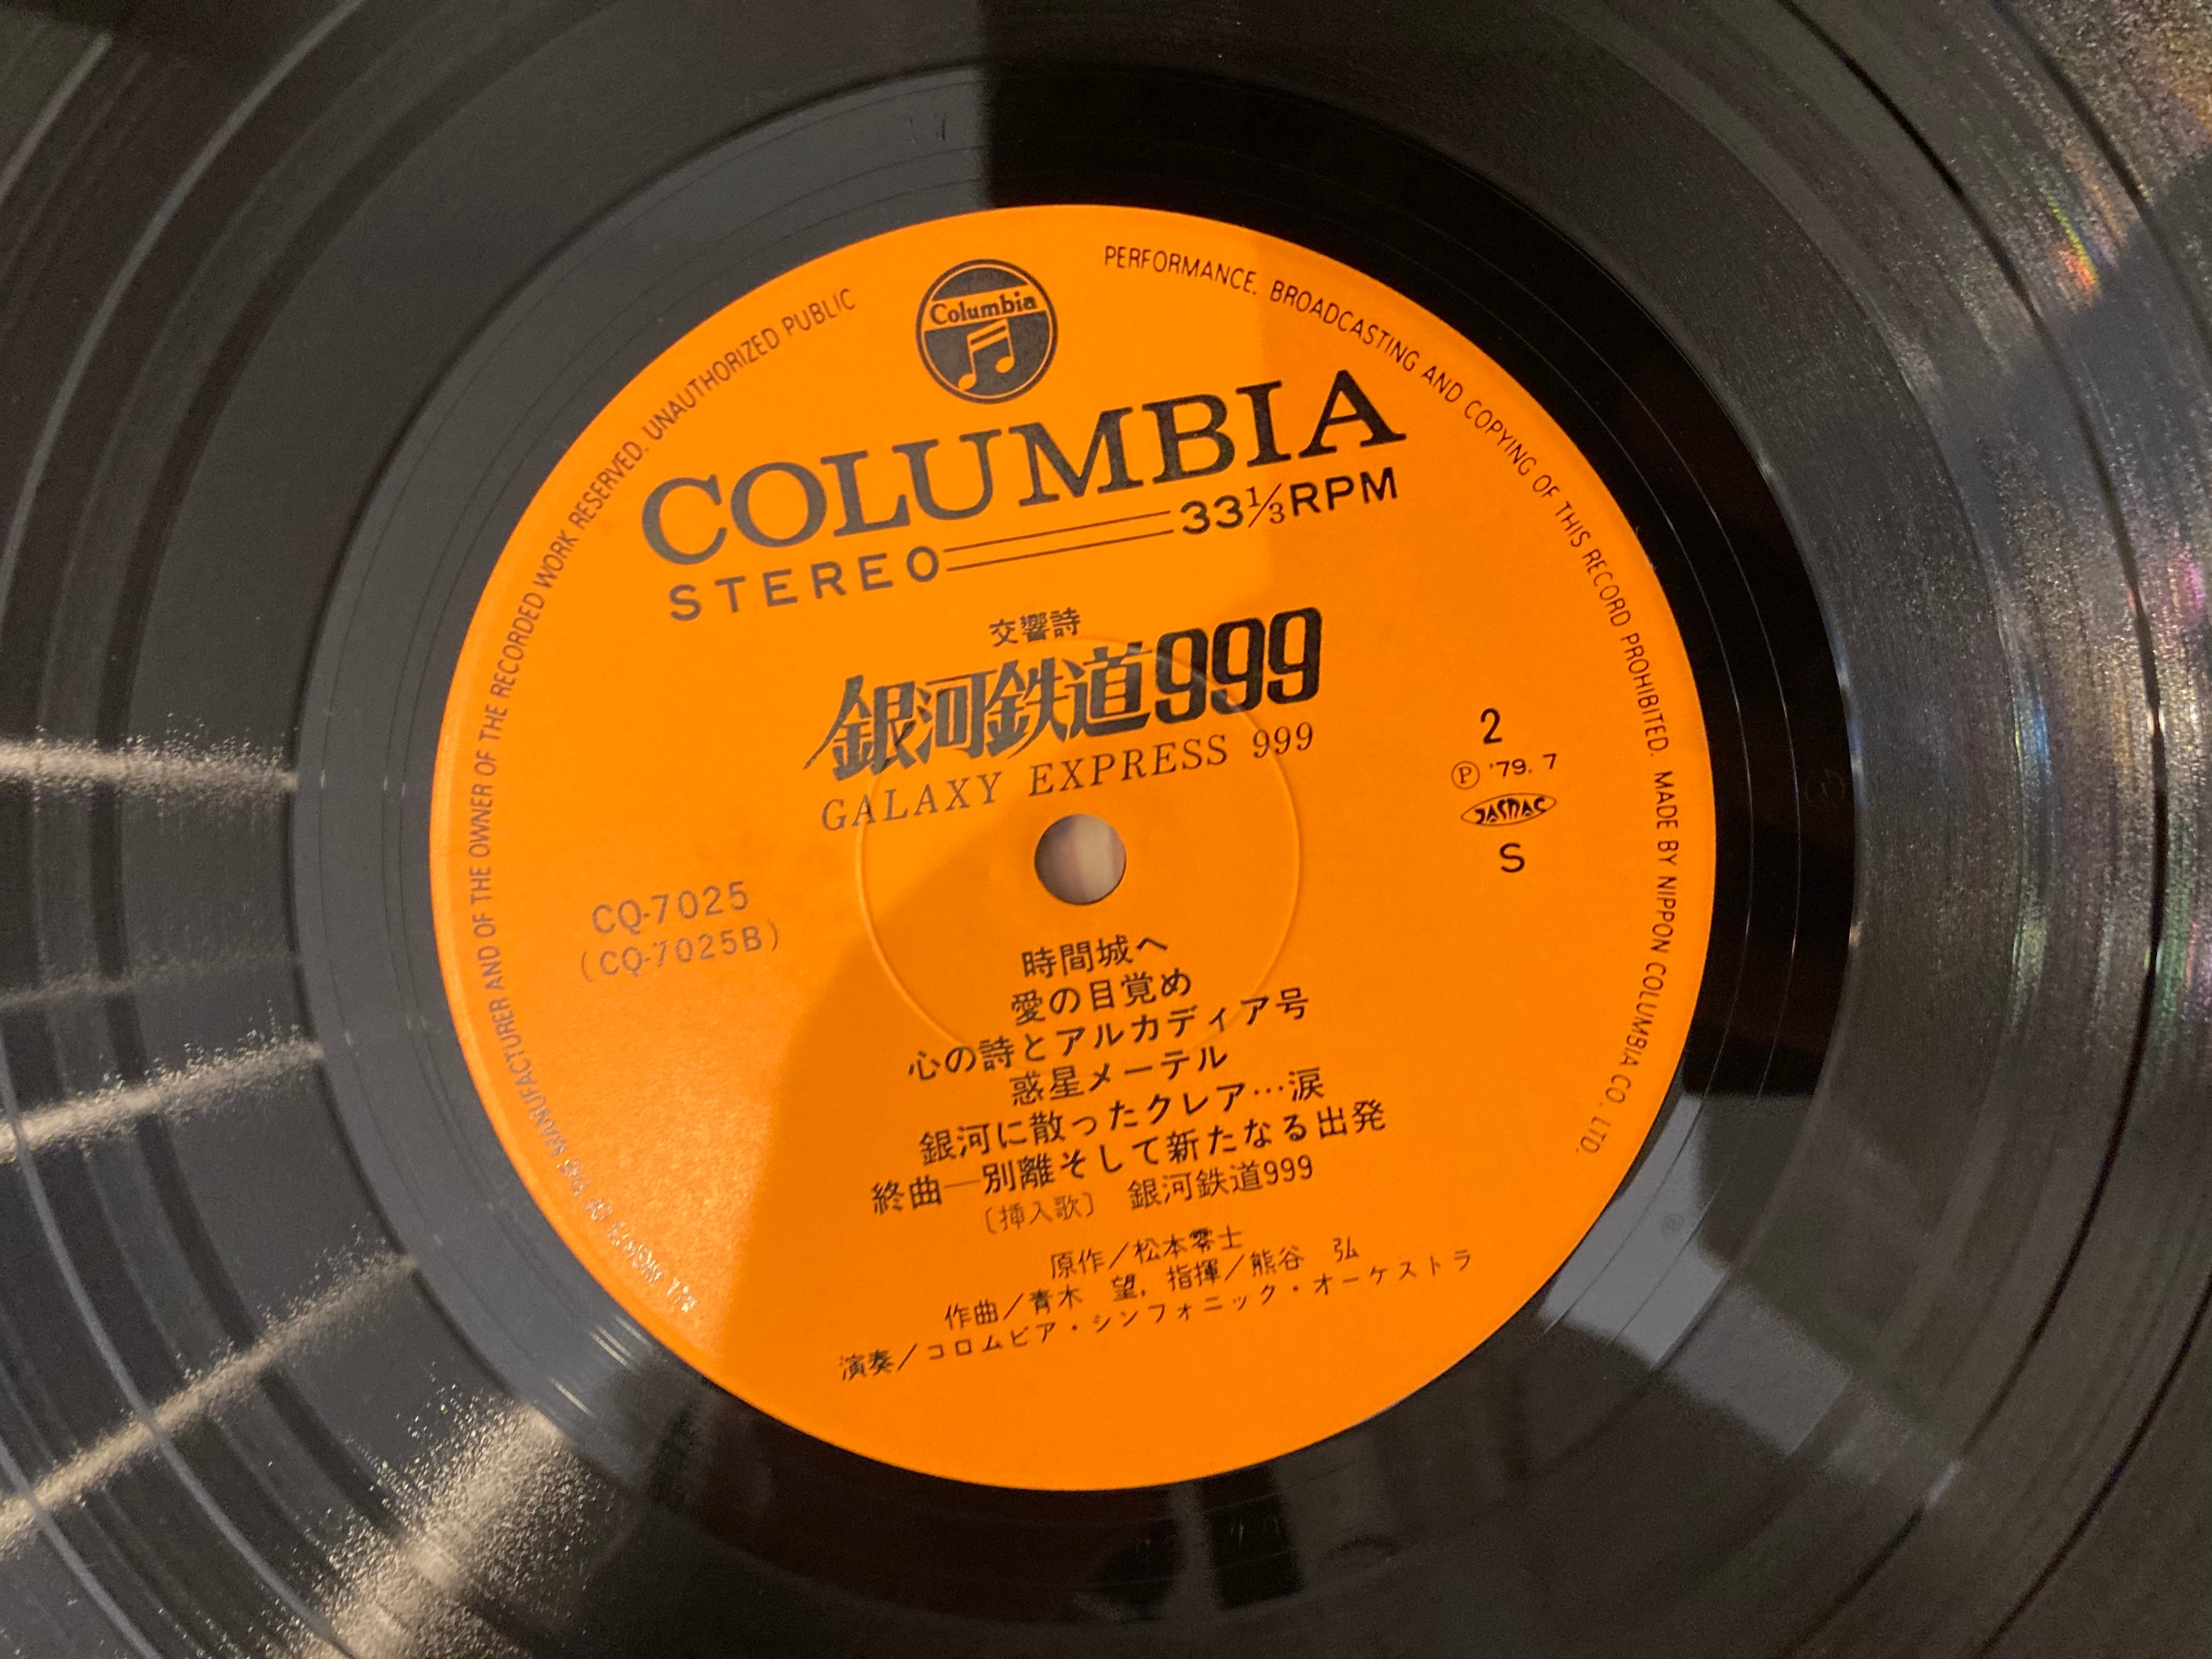 ALL RIGHTS OF THE MANUFACTURER AND OF THE OWNER OF THE RECORDED WORK RESERVED. UNAUTHORIZED PUBLIC
PERFORMANCE. BROADCASTING AND COPYING OF THIS RECORD PROHIBITED. MADE BY NIPPON COLUMBIA CO. LTD.
Columbia
COLUMBIA
STEREO 33⅓RPM
交響詩
銀河鉄道999
GALAXY EXPRESS 999
2
Ⓟ '79. 7
JASRAC
S
CQ-7025
(CQ-7025B)
時間城へ
愛の目覚め
心の詩とアルカディア号
惑星メーテル
銀河に散ったクレア…涙
終曲―別離そして新たなる出発
〔挿入歌〕 銀河鉄道999
原作/松本零士
作曲/青木 望, 指揮/熊谷 弘
演奏/コロムビア・シンフォニック・オーケストラ